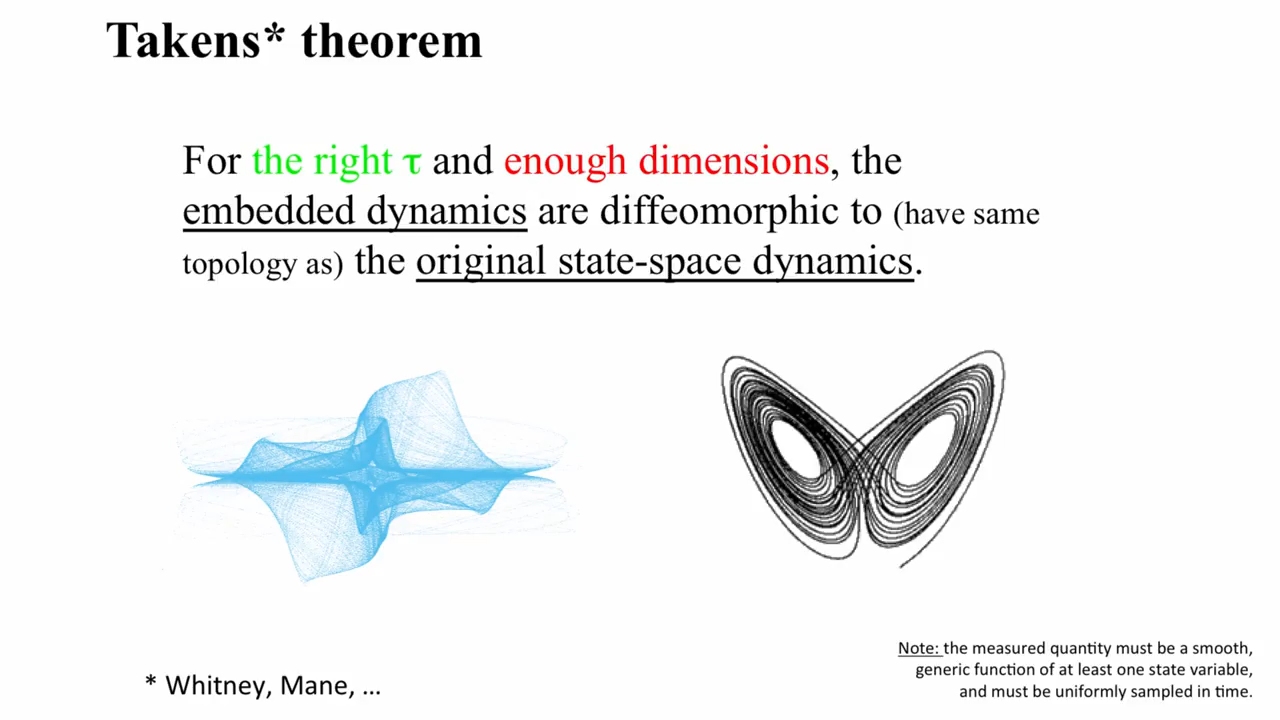 Takens* theorem
For the right τ and enough dimensions, the
embedded dynamics are diffeomorphic to (have same
topology as) the original state-space dynamics.
* Whitney, Mane, …
Note: the measured quantity must be a smooth,
generic function of at least one state variable,
and must be uniformly sampled in time.